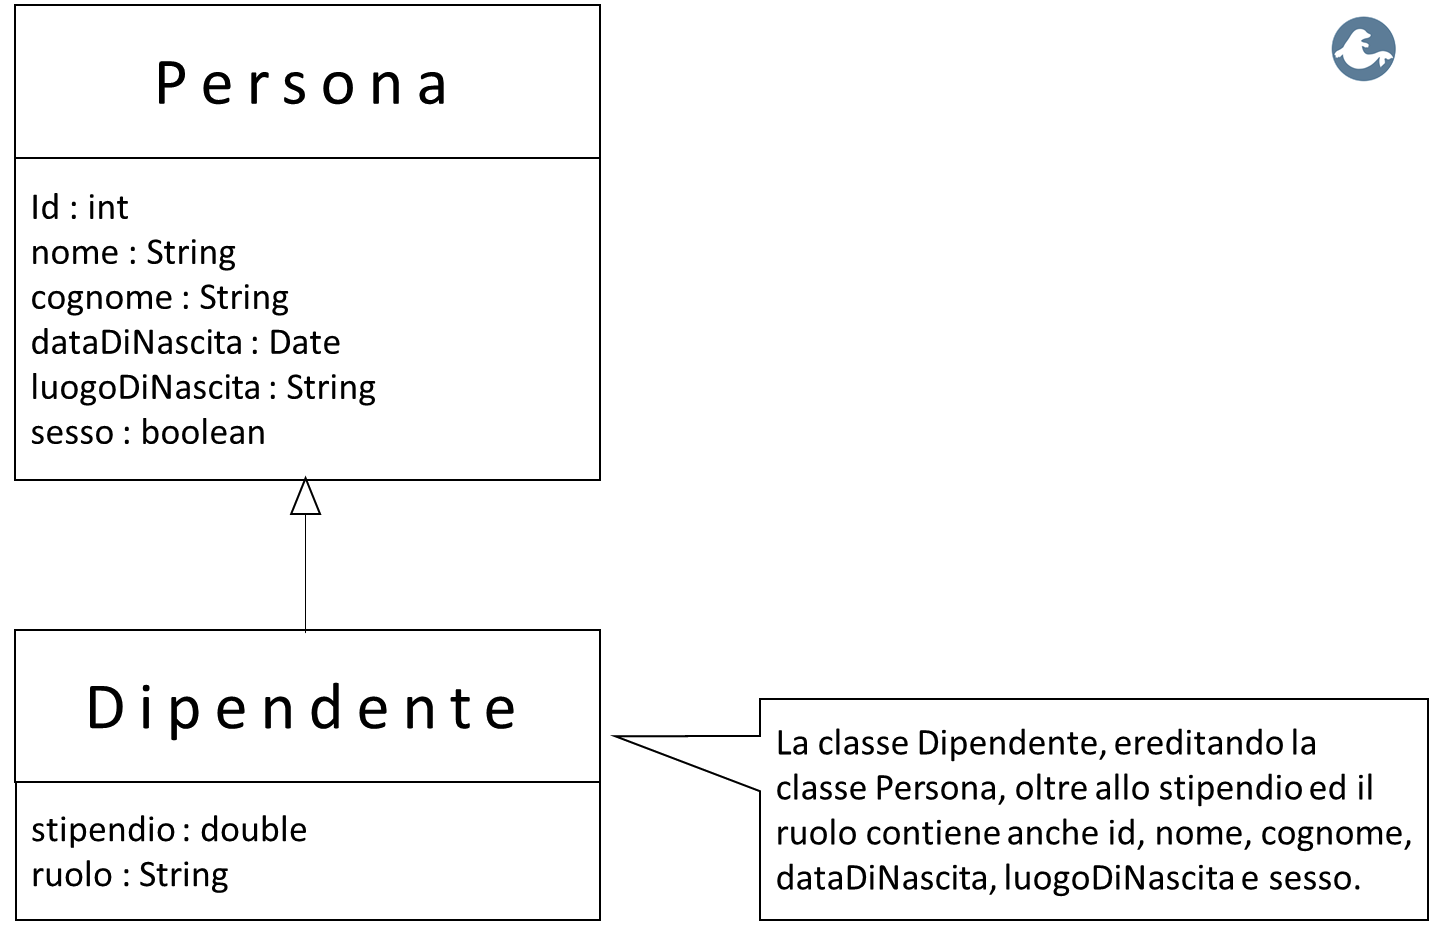 Persona
Id : int
nome : String
cognome : String
dataDiNascita : Date
luogoDiNascita : String
sesso : boolean
Dipendente
stipendio : double
ruolo : String
La classe Dipendente, ereditando la
classe Persona, oltre allo stipendio ed il
ruolo contiene anche id, nome, cognome,
dataDiNascita, luogoDiNascita e sesso.